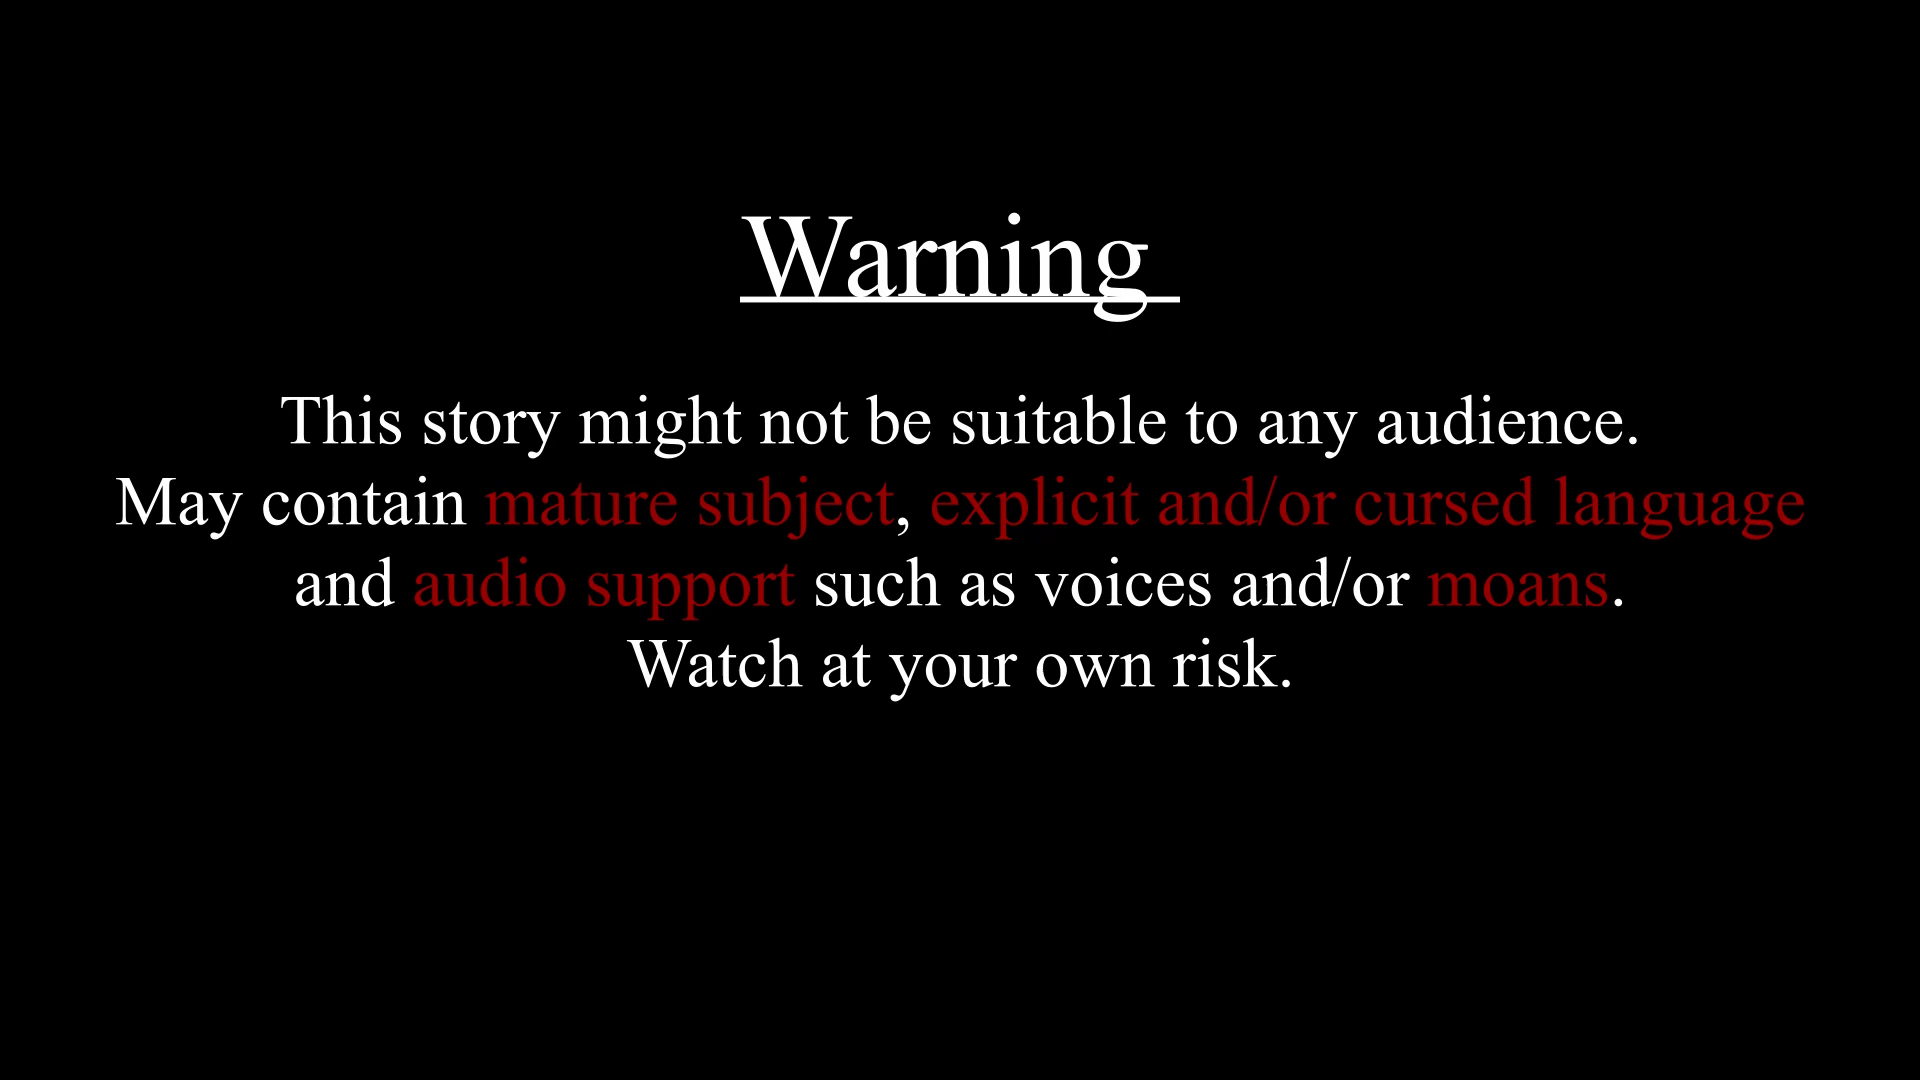 Warning
This story might not be suitable to any audience.
May contain mature subject, explicit and/or cursed language
and audio support such as voices and/or moans.
Watch at your own risk.